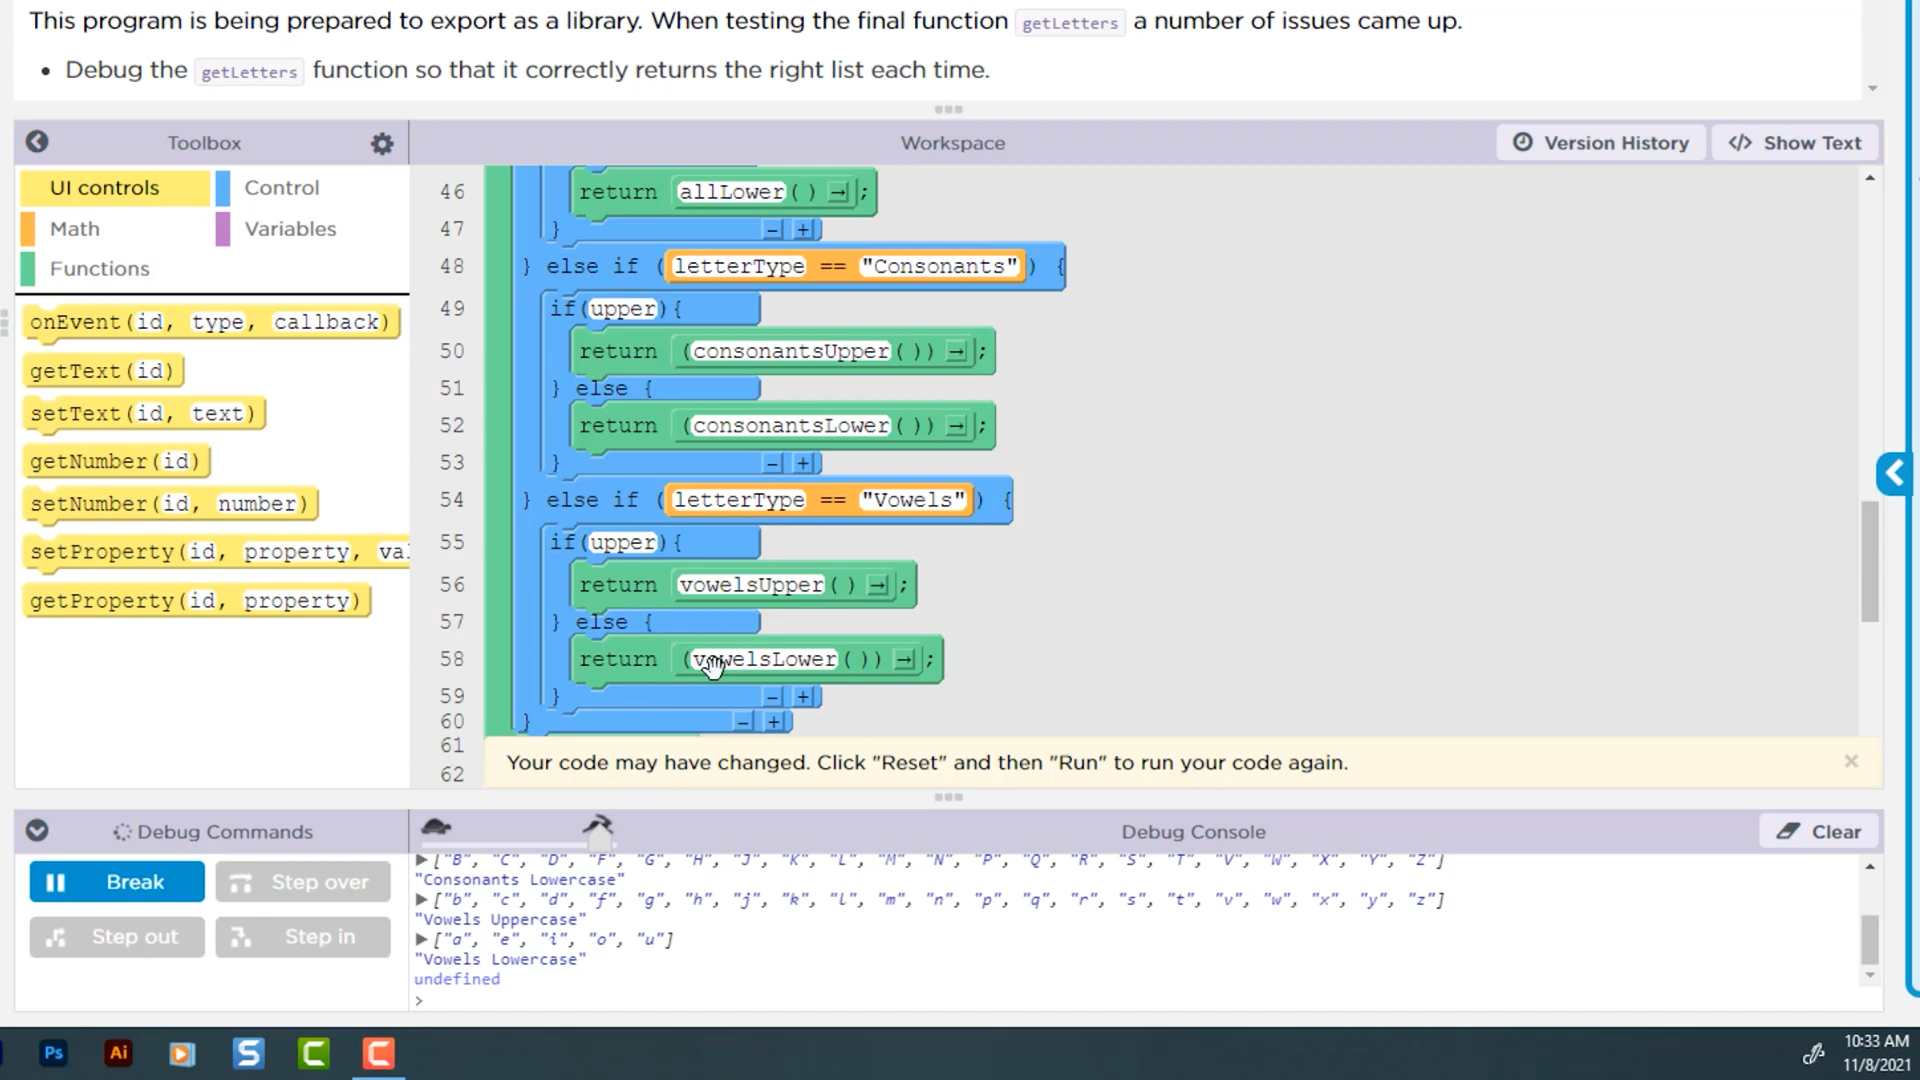 This program is being prepared to export as a library. When testing the final function getLetters a number of issues came up.
• Debug the getLetters function so that it correctly returns the right list each time.
Toolbox
Workspace
Version History
</> Show Text
UI controls
Control
Math
Variables
Functions
onEvent(id, type, callback)
getText(id)
setText(id, text)
getNumber(id)
setNumber(id, number)
setProperty(id, property, val
getProperty(id, property)
46 return allLower() ;
47 } - +
48 } else if ( letterType == "Consonants" ) {
49 if(upper){
50 return (consonantsUpper()) ;
51 } else {
52 return (consonantsLower()) ;
53 } - +
54 } else if ( letterType == "Vowels" ) {
55 if(upper){
56 return vowelsUpper() ;
57 } else {
58 return (vowelsLower()) ;
59 } - +
60 } - +
61
62
Your code may have changed. Click "Reset" and then "Run" to run your code again.
Debug Commands
Debug Console
Clear
Break
Step over
Step out
Step in
["B", "C", "D", "F", "G", "H", "J", "K", "L", "M", "N", "P", "Q", "R", "S", "T", "V", "W", "X", "Y", "Z"]
"Consonants Lowercase"
["b", "c", "d", "f", "g", "h", "j", "k", "l", "m", "n", "p", "q", "r", "s", "t", "v", "w", "x", "y", "z"]
"Vowels Uppercase"
["a", "e", "i", "o", "u"]
"Vowels Lowercase"
undefined
>
Ps
Ai
S
C
C
10:33 AM
11/8/2021